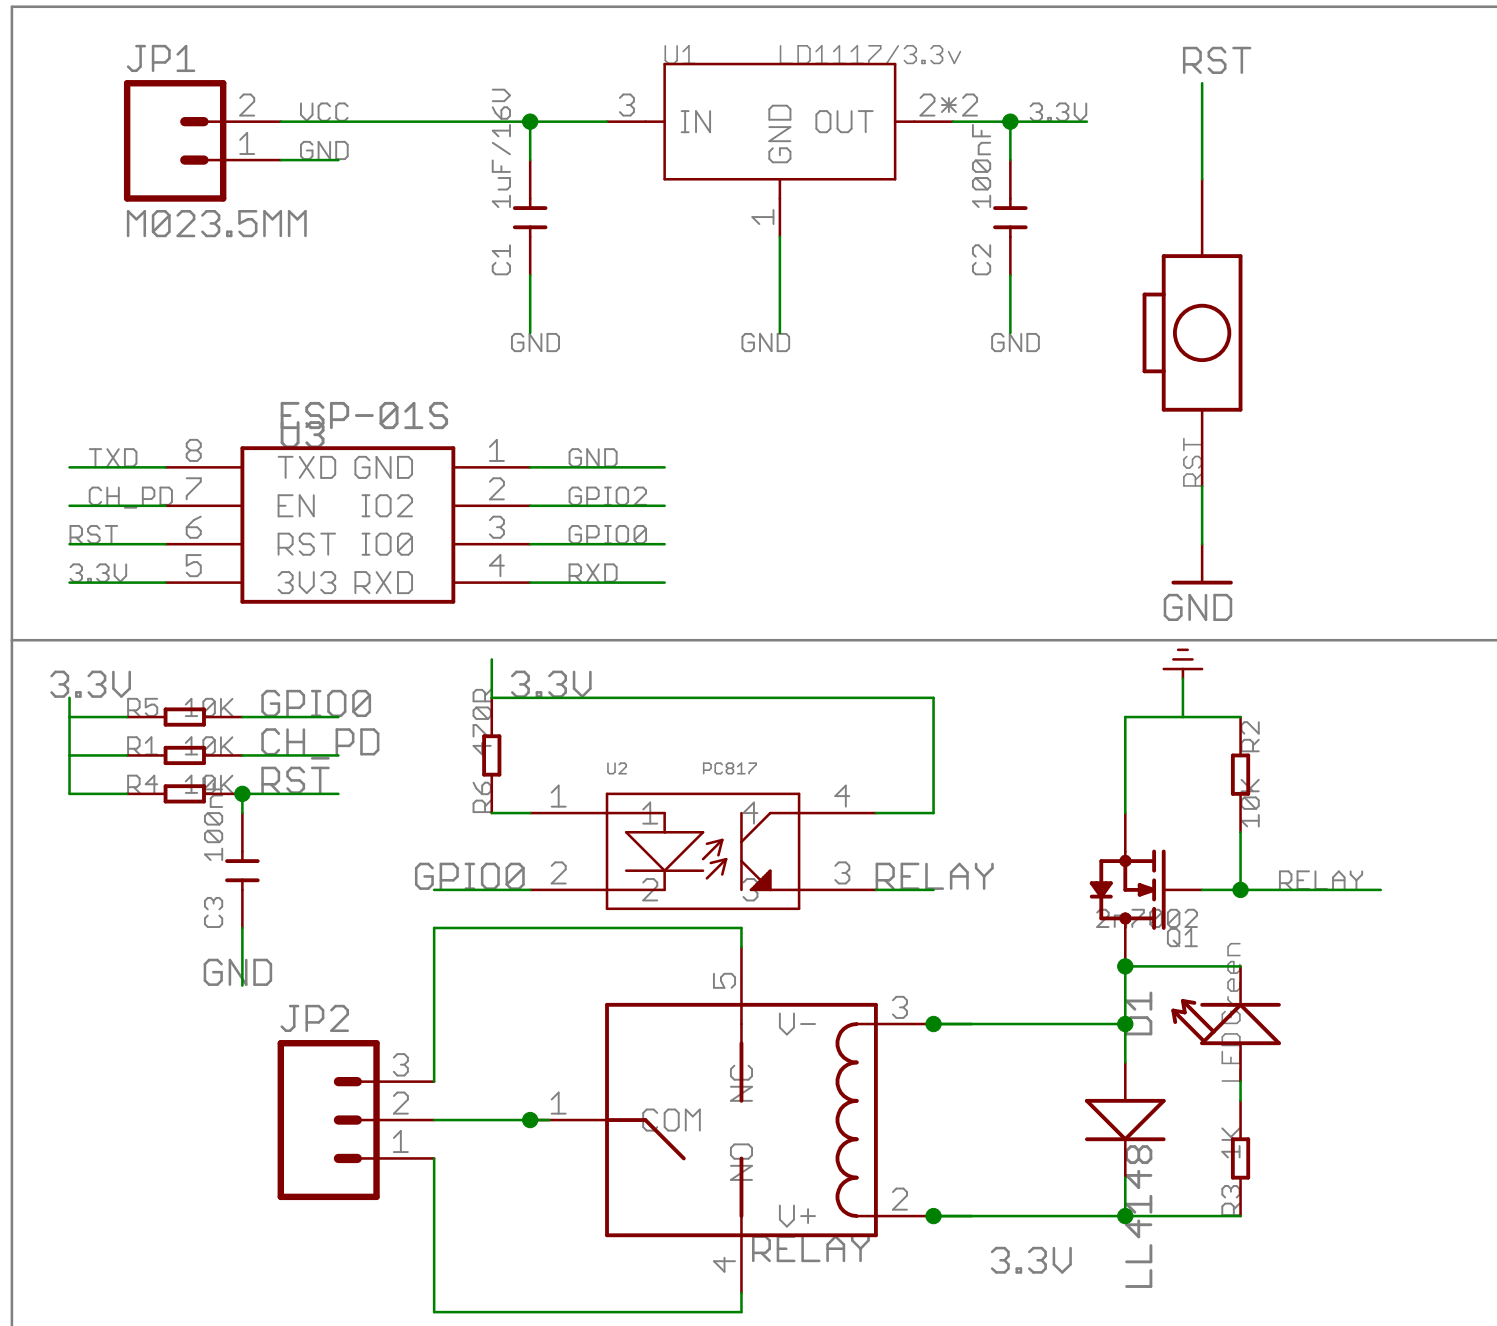 JP1
2 VCC
1 GND
M023.5MM
1uF/16V
C1
GND
U1 LD1117/3.3v
3 IN GND OUT 2*2 3.3V
1
GND
100nF
C2
GND
RST
RST
GND
ESP-01S
U3
TXD 8 TXD GND 1 GND
CH_PD 7 EN IO2 2 GPIO2
RST 6 RST IO0 3 GPIO0
3.3V 5 3V3 RXD 4 RXD
3.3V
R5 10K GPIO0
R1 10K CH_PD
R4 10K RST
100nF
C3
GND
3.3V
470R
R6
U2 PC817
1 1 4 4
GPIO0 2 2 3 3 RELAY
R2
10K
RELAY
2n7002
Q1
JP2
3
2
1
5
V- 3
NC
1 COM
NO
V+ 2
4 RELAY
3.3V
D1
LL4148
LEDGreen
1K
R3